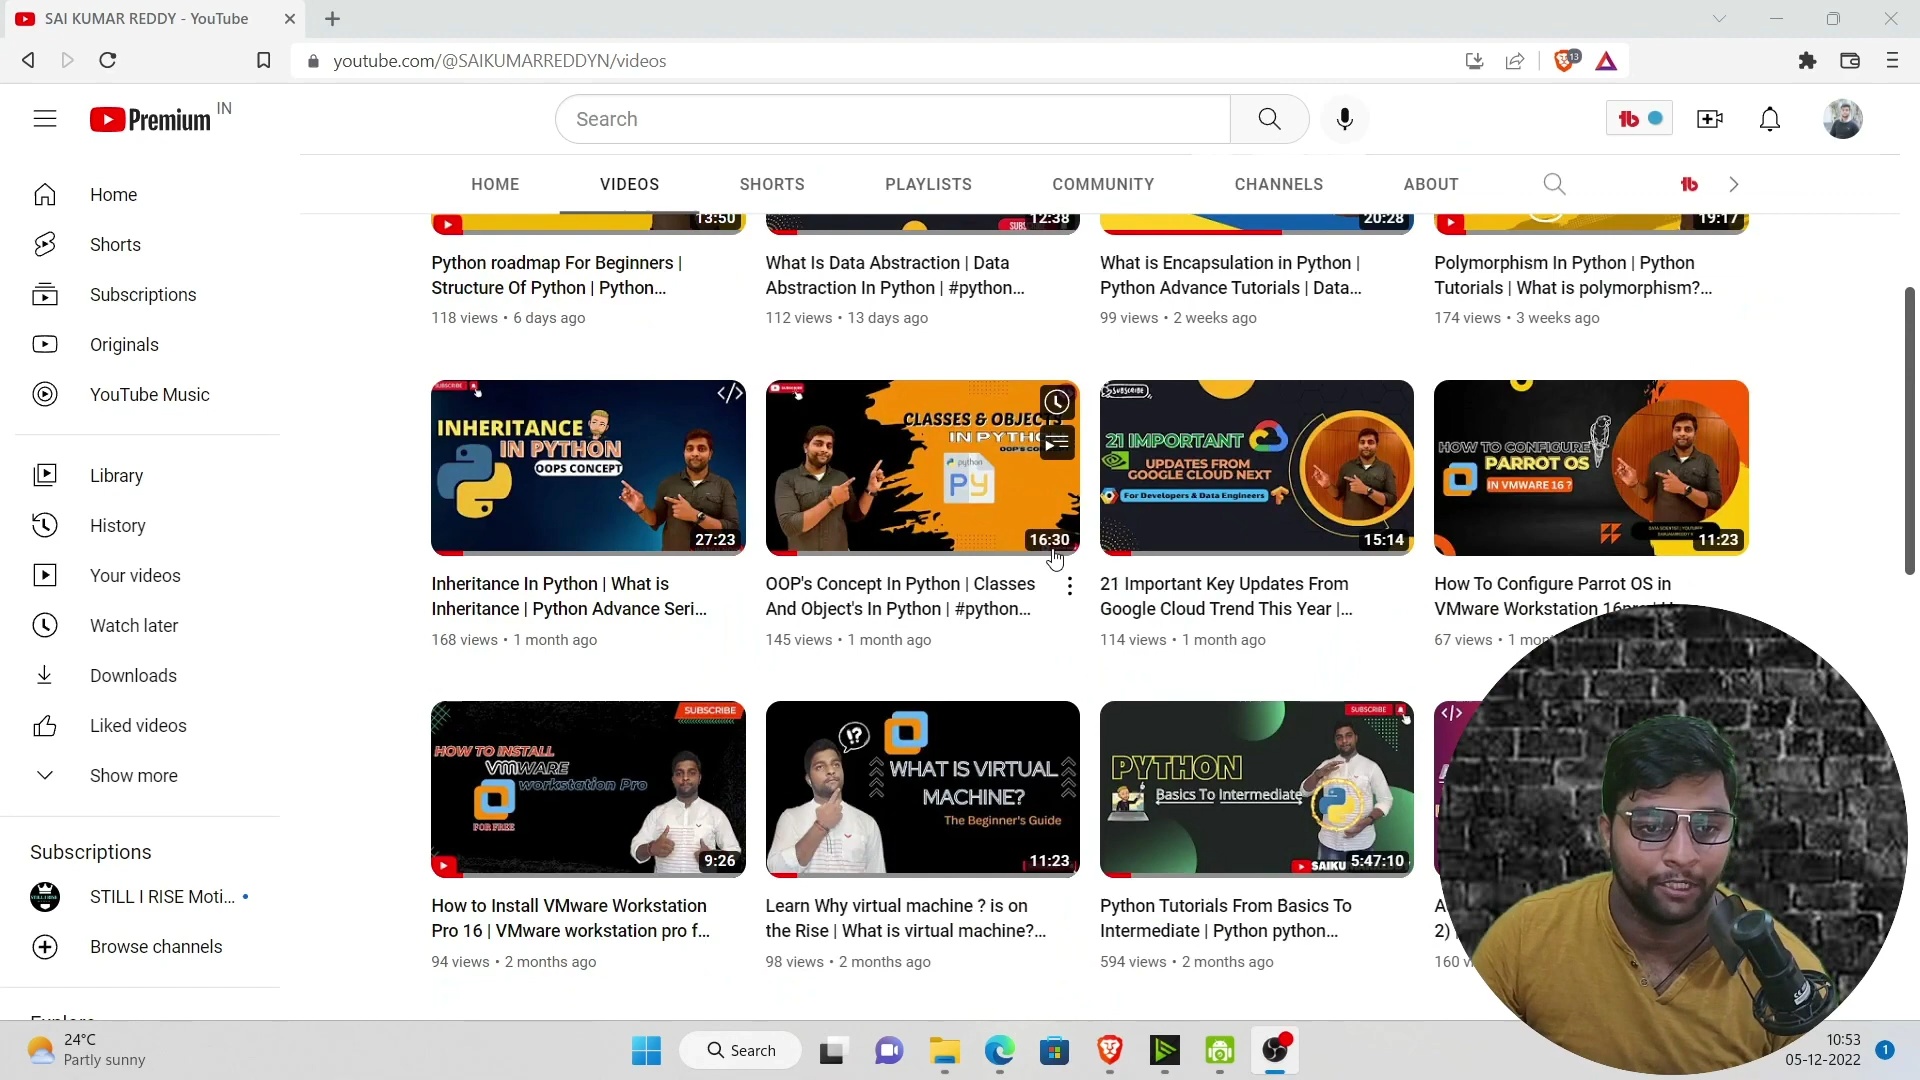 SAI KUMAR REDDY - YouTube
youtube.com/@SAIKUMARREDDYN/videos
13
Premium IN
Search
HOME
VIDEOS
SHORTS
PLAYLISTS
COMMUNITY
CHANNELS
ABOUT
Home
Shorts
Subscriptions
Originals
YouTube Music
Library
History
Your videos
Watch later
Downloads
Liked videos
Show more
Subscriptions
STILL I RISE Moti...
Browse channels
13:50
Python roadmap For Beginners |
Structure Of Python | Python...
118 views • 6 days ago
12:38
What Is Data Abstraction | Data
Abstraction In Python | #python...
112 views • 13 days ago
20:28
What is Encapsulation in Python |
Python Advance Tutorials | Data...
99 views • 2 weeks ago
19:17
Polymorphism In Python | Python
Tutorials | What is polymorphism?...
174 views • 3 weeks ago
SUBSCRIBE
</>
INHERITANCE
IN PYTHON
OOPS CONCEPT
27:23
Inheritance In Python | What is
Inheritance | Python Advance Seri...
168 views • 1 month ago
CLASSES & OBJECTS
IN PYTHO
python
PY
16:30
OOP's Concept In Python | Classes
And Object's In Python | #python...
145 views • 1 month ago
SUBSCRIBE
21 IMPORTANT
UPDATES FROM
GOOGLE CLOUD NEXT
For Developers & Data Engineers
15:14
21 Important Key Updates From
Google Cloud Trend This Year |...
114 views • 1 month ago
HOW TO CONFIGURE
PARROT OS
IN VMWARE 16 ?
11:23
How To Configure Parrot OS in
VMware Workstation
67 views • 1
SUBSCRIBE
HOW TO INSTALL
VMWARE
workstation Pro
FOR FREE
9:26
How to Install VMware Workstation
Pro 16 | VMware workstation pro f...
94 views • 2 months ago
!?
WHAT IS VIRTUAL
MACHINE?
The Beginner's Guide
11:23
Learn Why virtual machine ? is on
the Rise | What is virtual machine?...
98 views • 2 months ago
SUBSCRIBE
PYTHON
Basics To Intermediate
SAIKU
5:47:10
Python Tutorials From Basics To
Intermediate | Python python...
594 views • 2 months ago
</>
A
2)
160
24°C
Partly sunny
Search
10:53
05-12-2022
1